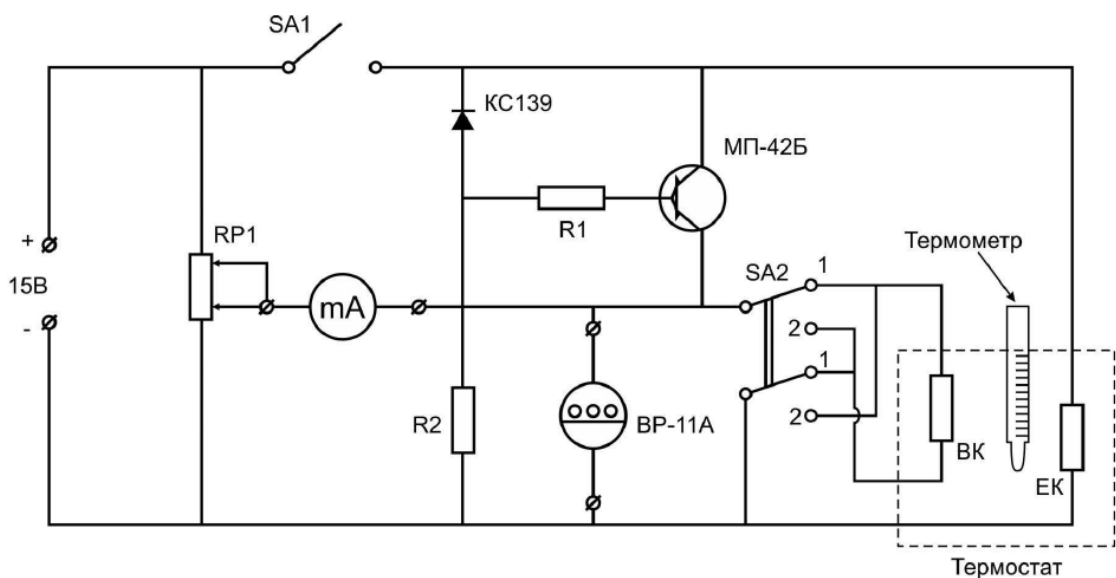 SA1
КС139
МП-42Б
R1
RP1
+
15В
-
mA
SA2
1
2
1
2
Термометр
R2
ВР-11А
ВК
ЕК
Термостат